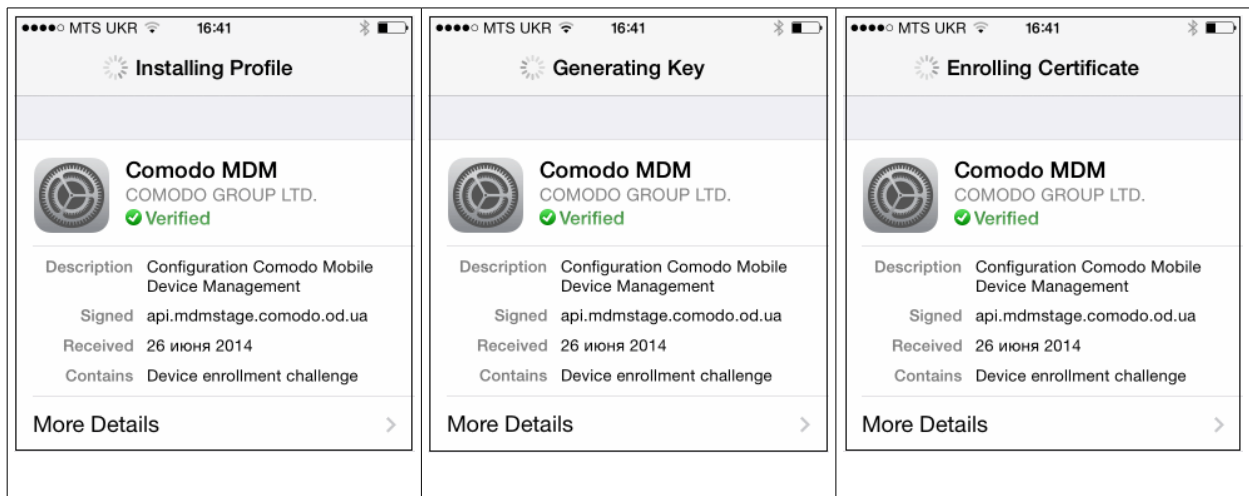 MTS UKR 16:41
Installing Profile
Comodo MDM
COMODO GROUP LTD.
Verified
Description Configuration Comodo Mobile
Device Management
Signed api.mdmstage.comodo.od.ua
Received 26 июня 2014
Contains Device enrollment challenge
More Details
MTS UKR 16:41
Generating Key
Comodo MDM
COMODO GROUP LTD.
Verified
Description Configuration Comodo Mobile
Device Management
Signed api.mdmstage.comodo.od.ua
Received 26 июня 2014
Contains Device enrollment challenge
More Details
MTS UKR 16:41
Enrolling Certificate
Comodo MDM
COMODO GROUP LTD.
Verified
Description Configuration Comodo Mobile
Device Management
Signed api.mdmstage.comodo.od.ua
Received 26 июня 2014
Contains Device enrollment challenge
More Details